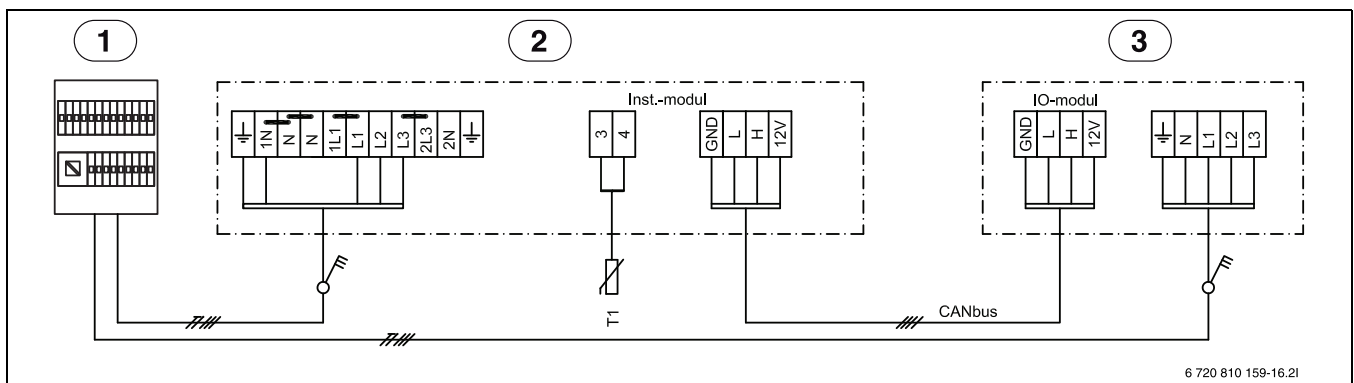 1
2
3
Inst.-modul
IO-modul
1N
N
N
1L1
L1
L2
L3
2L3
2N
3
4
GND
L
H
12V
GND
L
H
12V
N
L1
L2
L3
T1
CANbus
6 720 810 159-16.2I